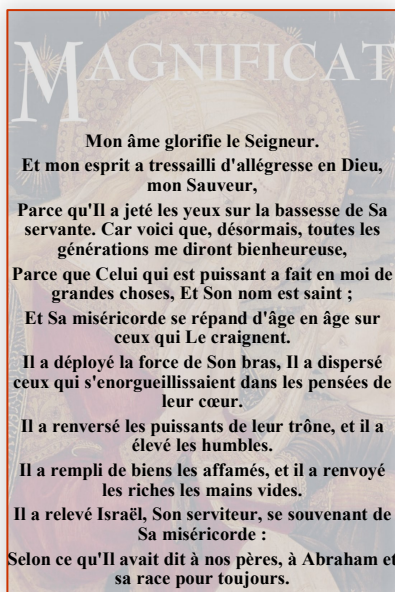 MAGNIFICAT
Mon âme glorifie le Seigneur.
Et mon esprit a tressailli d'allégresse en Dieu,
mon Sauveur,
Parce qu'Il a jeté les yeux sur la bassesse de Sa
servante. Car voici que, désormais, toutes les
générations me diront bienheureuse,
Parce que Celui qui est puissant a fait en moi de
grandes choses, Et Son nom est saint ;
Et Sa miséricorde se répand d'âge en âge sur
ceux qui Le craignent.
Il a déployé la force de Son bras, Il a dispersé
ceux qui s'enorgueillissaient dans les pensées de
leur cœur.
Il a renversé les puissants de leur trône, et il a
élevé les humbles.
Il a rempli de biens les affamés, et il a renvoyé
les riches les mains vides.
Il a relevé Israël, Son serviteur, se souvenant de
Sa miséricorde :
Selon ce qu'Il avait dit à nos pères, à Abraham et
sa race pour toujours.